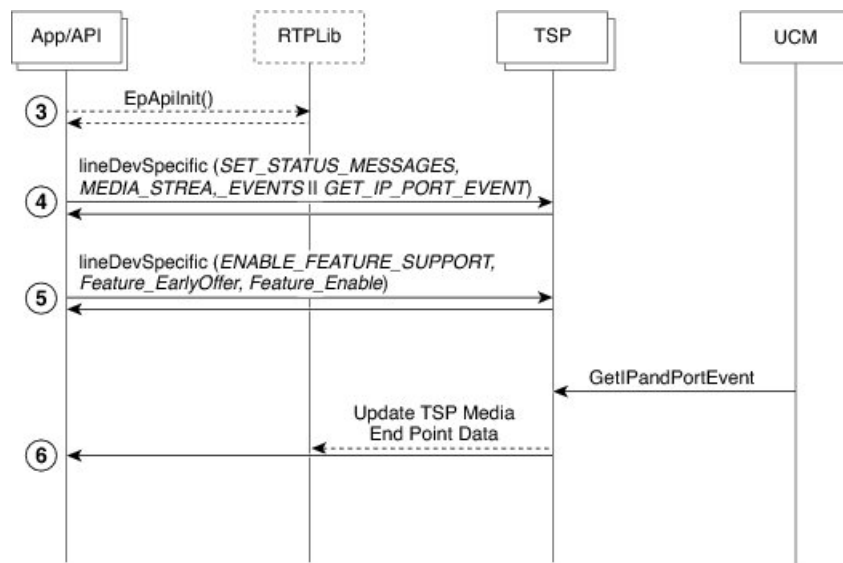 App/API
RTPLib
TSP
UCM
3
EpApiInit()
lineDevSpecific (SET_STATUS_MESSAGES,
MEDIA_STREA,_EVENTS II GET_IP_PORT_EVENT)
4
lineDevSpecific (ENABLE_FEATURE_SUPPORT,
Feature_EarlyOffer, Feature_Enable)
5
GetIPandPortEvent
Update TSP Media
End Point Data
6